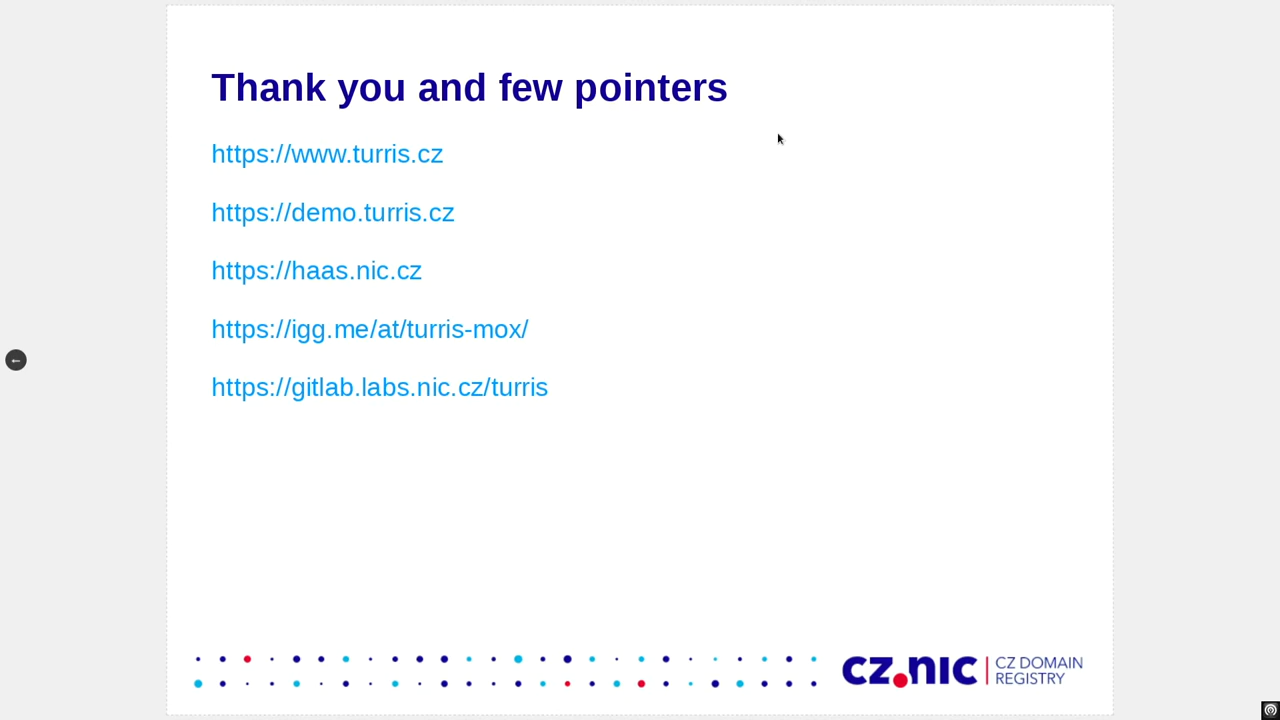 Thank you and few pointers
https://www.turris.cz
https://demo.turris.cz
https://haas.nic.cz
https://igg.me/at/turris-mox/
https://gitlab.labs.nic.cz/turris
cz.nic
CZ DOMAIN
REGISTRY